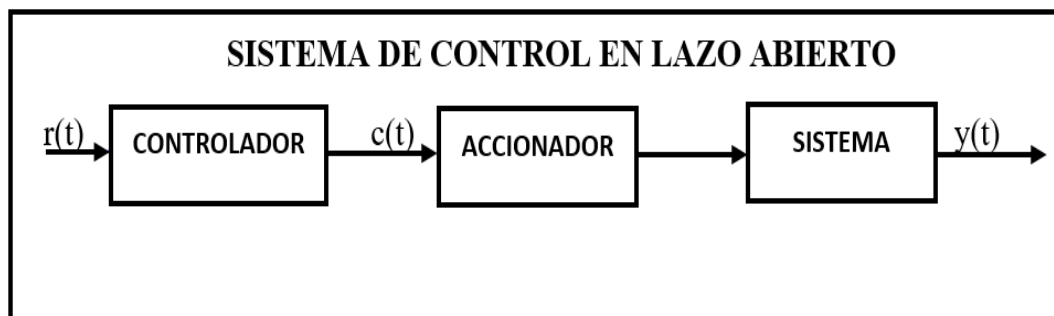 SISTEMA DE CONTROL EN LAZO ABIERTO
r(t) CONTROLADOR c(t) ACCIONADOR SISTEMA y(t)